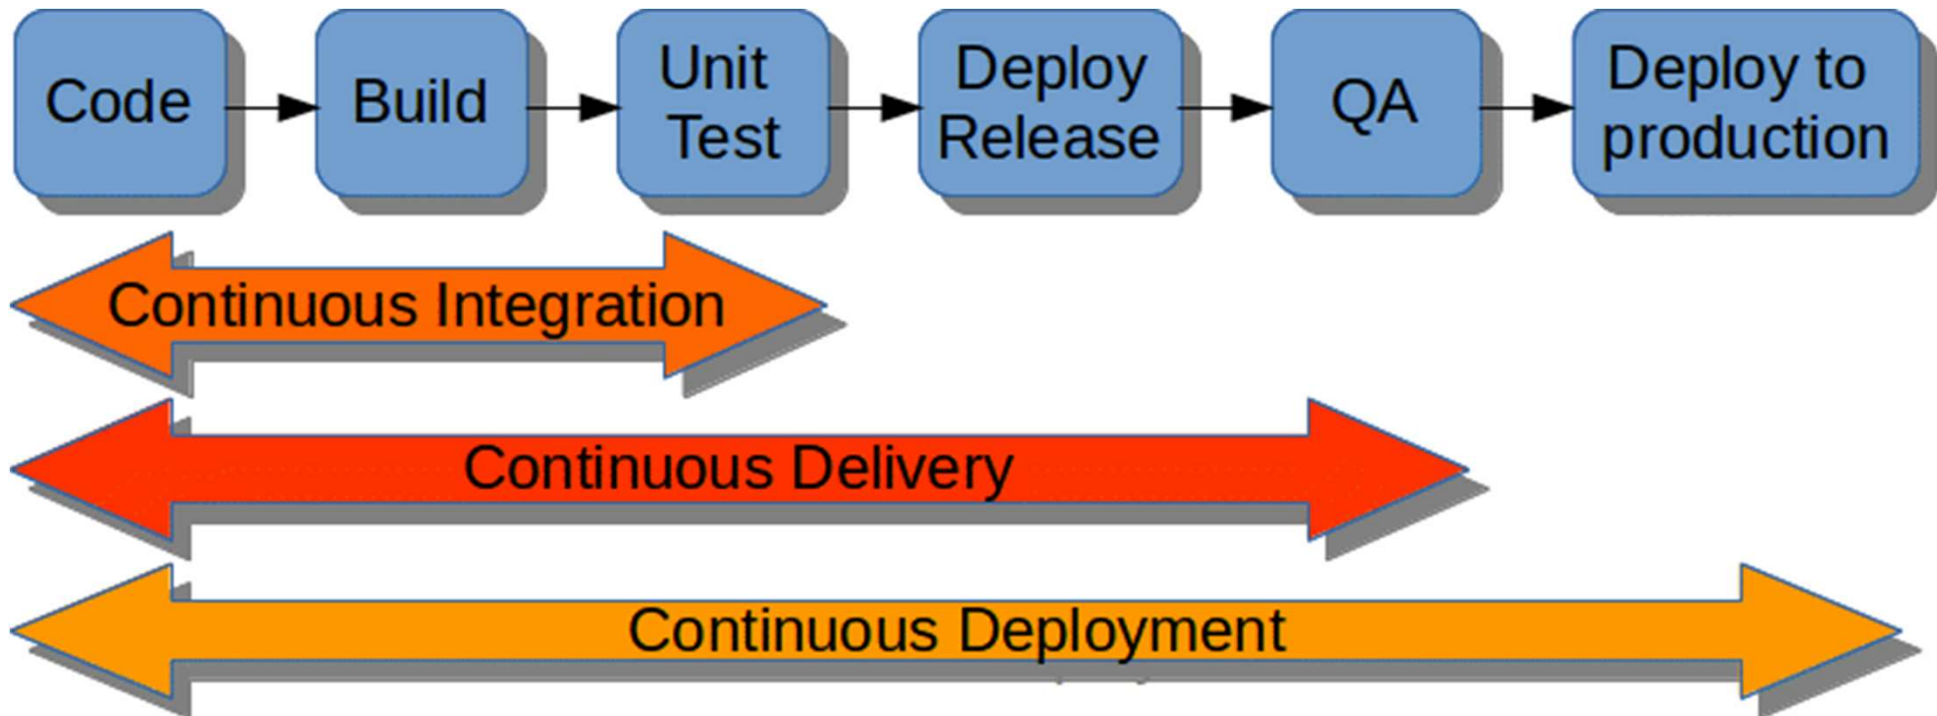 Code
Build
Unit
Test
Deploy
Release
QA
Deploy to
production
Continuous Integration
Continuous Delivery
Continuous Deployment